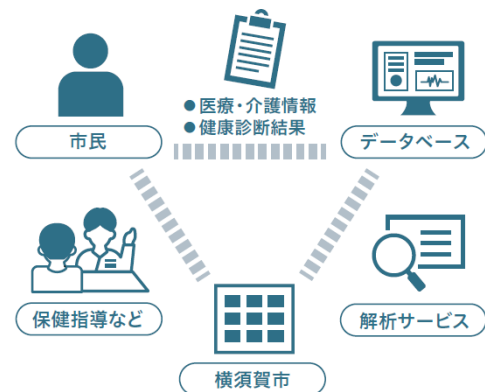 ●医療・介護情報
●健康診断結果
市民
データベース
保健指導など
解析サービス
横須賀市